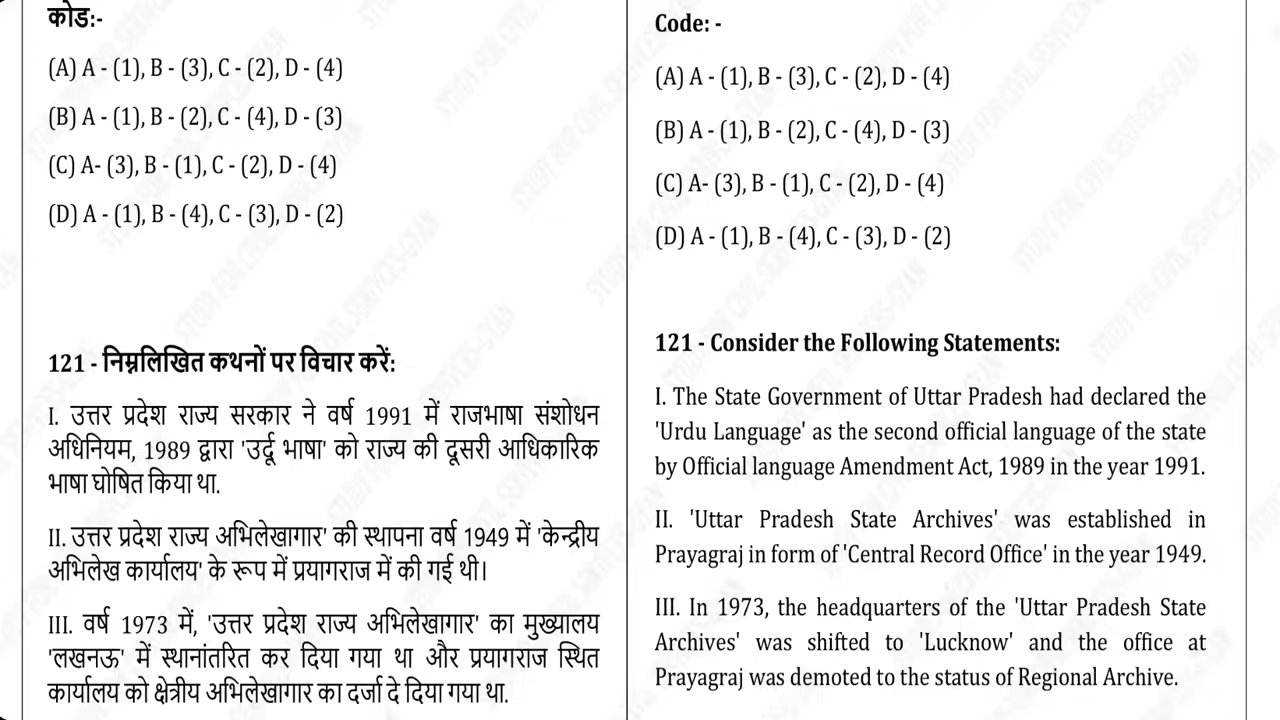 कोड:-
(A) A - (1), B - (3), C - (2), D - (4)
(B) A - (1), B - (2), C - (4), D - (3)
(C) A- (3), B - (1), C - (2), D - (4)
(D) A - (1), B - (4), C - (3), D - (2)
121 - निम्नलिखित कथनों पर विचार करें:
I. उत्तर प्रदेश राज्य सरकार ने वर्ष 1991 में राजभाषा संशोधन
अधिनियम, 1989 द्वारा 'उर्दू भाषा' को राज्य की दूसरी आधिकारिक
भाषा घोषित किया था.
II. उत्तर प्रदेश राज्य अभिलेखागार' की स्थापना वर्ष 1949 में 'केन्द्रीय
अभिलेख कार्यालय' के रूप में प्रयागराज में की गई थी।
III. वर्ष 1973 में, 'उत्तर प्रदेश राज्य अभिलेखागार' का मुख्यालय
'लखनऊ' में स्थानांतरित कर दिया गया था और प्रयागराज स्थित
कार्यालय को क्षेत्रीय अभिलेखागार का दर्जा दे दिया गया था.
Code: -
(A) A - (1), B - (3), C - (2), D - (4)
(B) A - (1), B - (2), C - (4), D - (3)
(C) A- (3), B - (1), C - (2), D - (4)
(D) A - (1), B - (4), C - (3), D - (2)
121 - Consider the Following Statements:
I. The State Government of Uttar Pradesh had declared the
'Urdu Language' as the second official language of the state
by Official language Amendment Act, 1989 in the year 1991.
II. 'Uttar Pradesh State Archives' was established in
Prayagraj in form of 'Central Record Office' in the year 1949.
III. In 1973, the headquarters of the 'Uttar Pradesh State
Archives' was shifted to 'Lucknow' and the office at
Prayagraj was demoted to the status of Regional Archive.